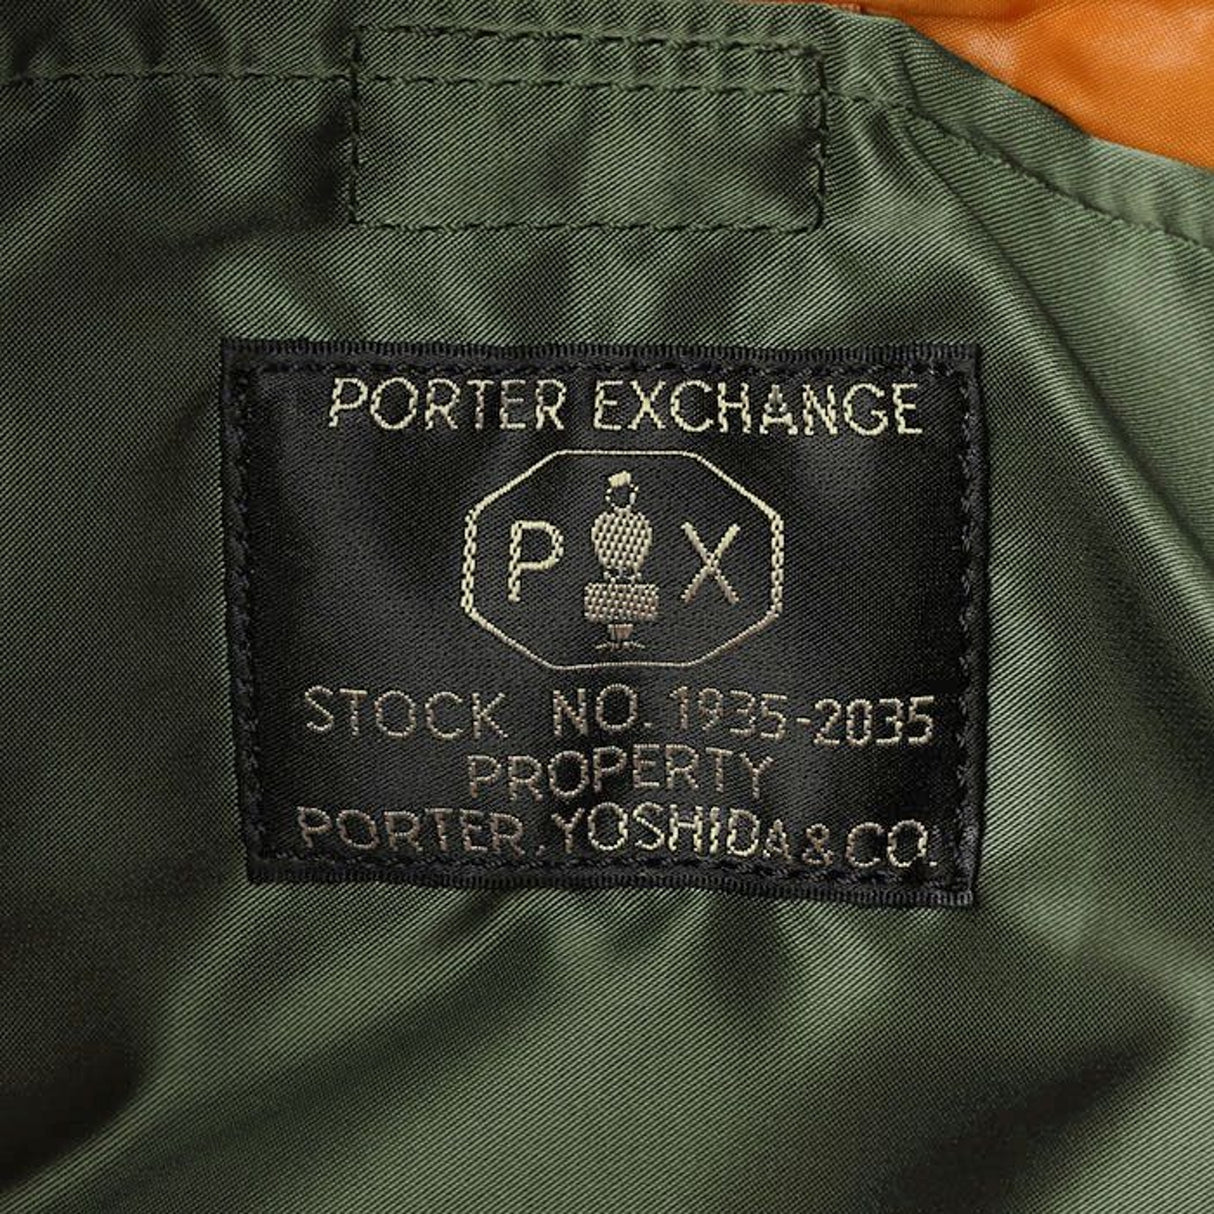 PORTER EXCHANGE
P X
STOCK NO. 1935-2035
PROPERTY
PORTER. YOSHIDA & CO.